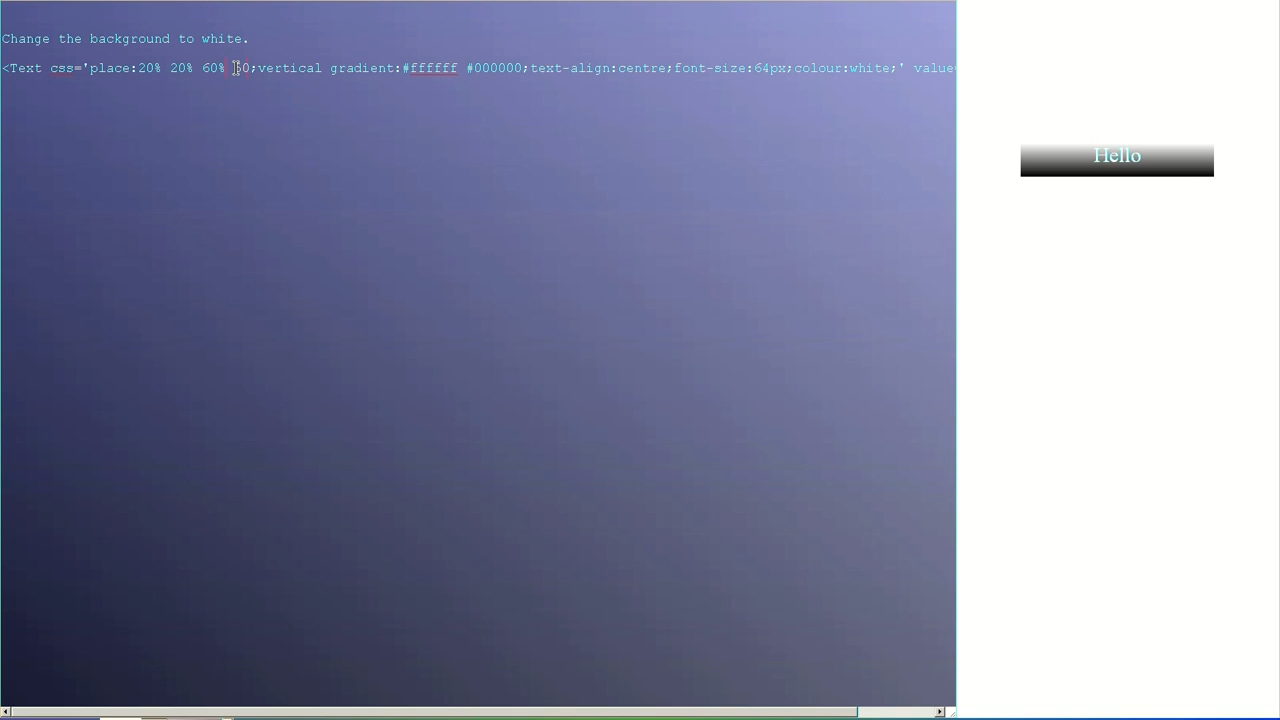 Change the background to white.
<Text css='place:20% 20% 60% 60;vertical gradient:#ffffff #000000;text-align:centre;font-size:64px;colour:white;' value
Hello